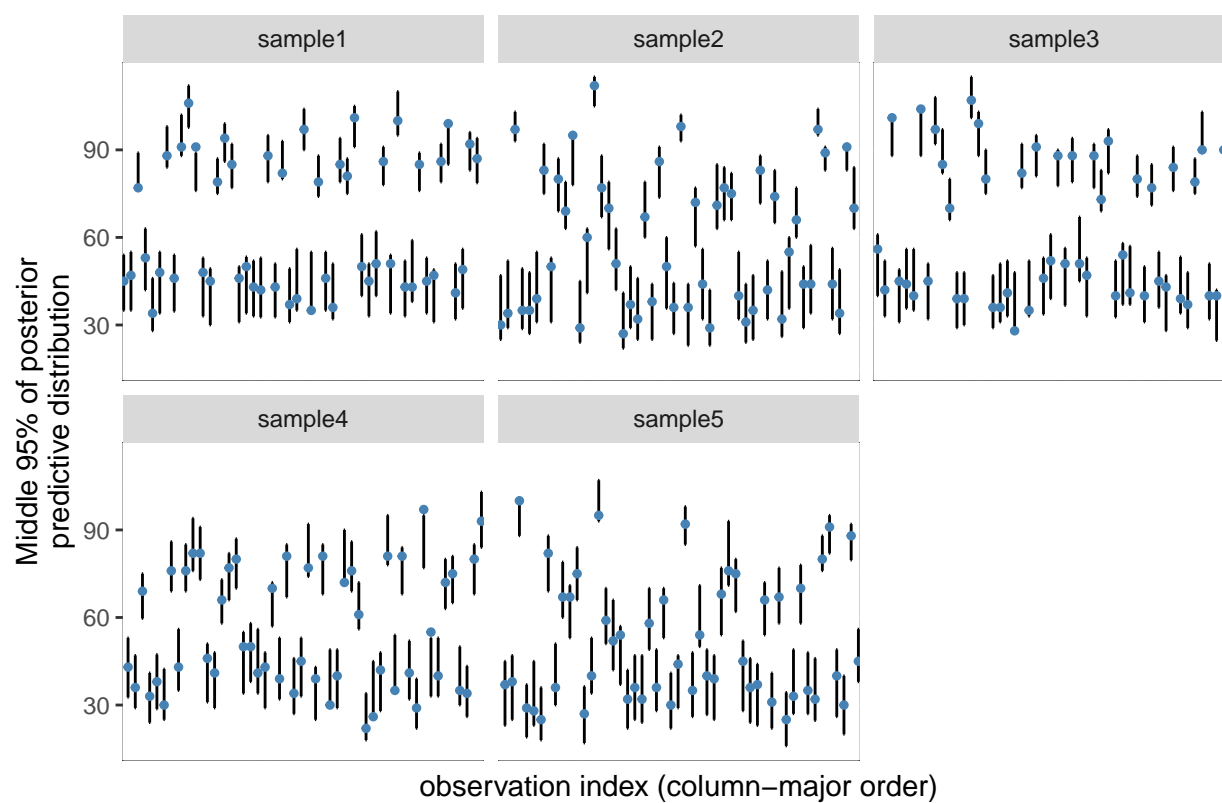 sample1
sample2
sample3
90
60
30
sample4
sample5
90
60
30
Middle 95% of posterior
predictive distribution
observation index (column−major order)